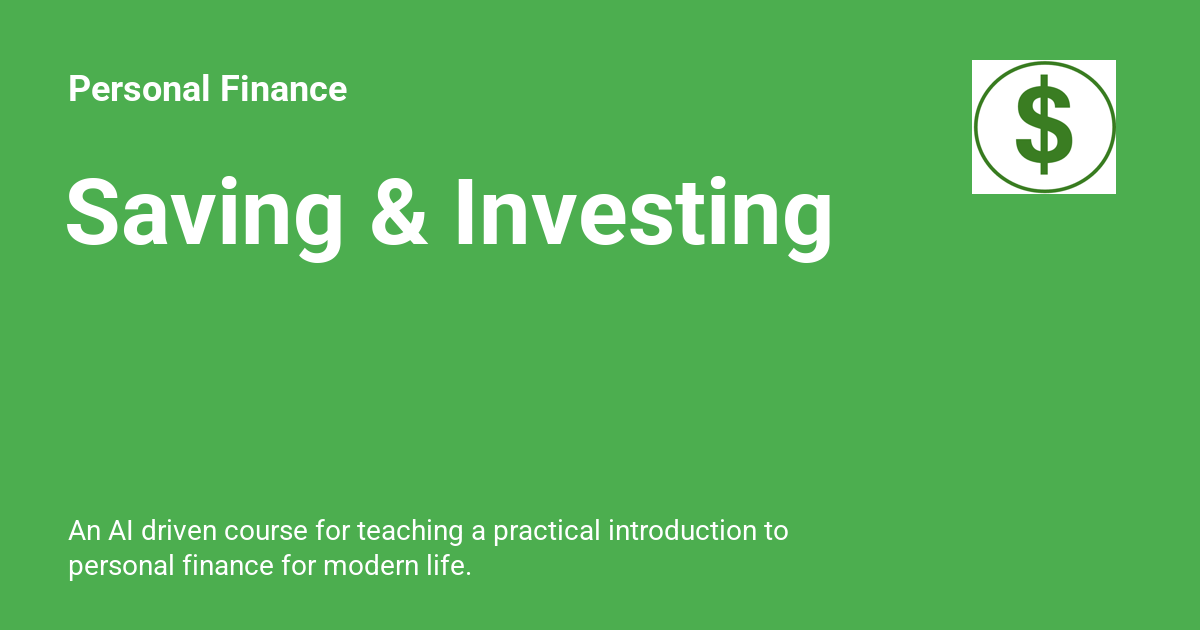 Personal Finance
$
Saving & Investing
An AI driven course for teaching a practical introduction to
personal finance for modern life.